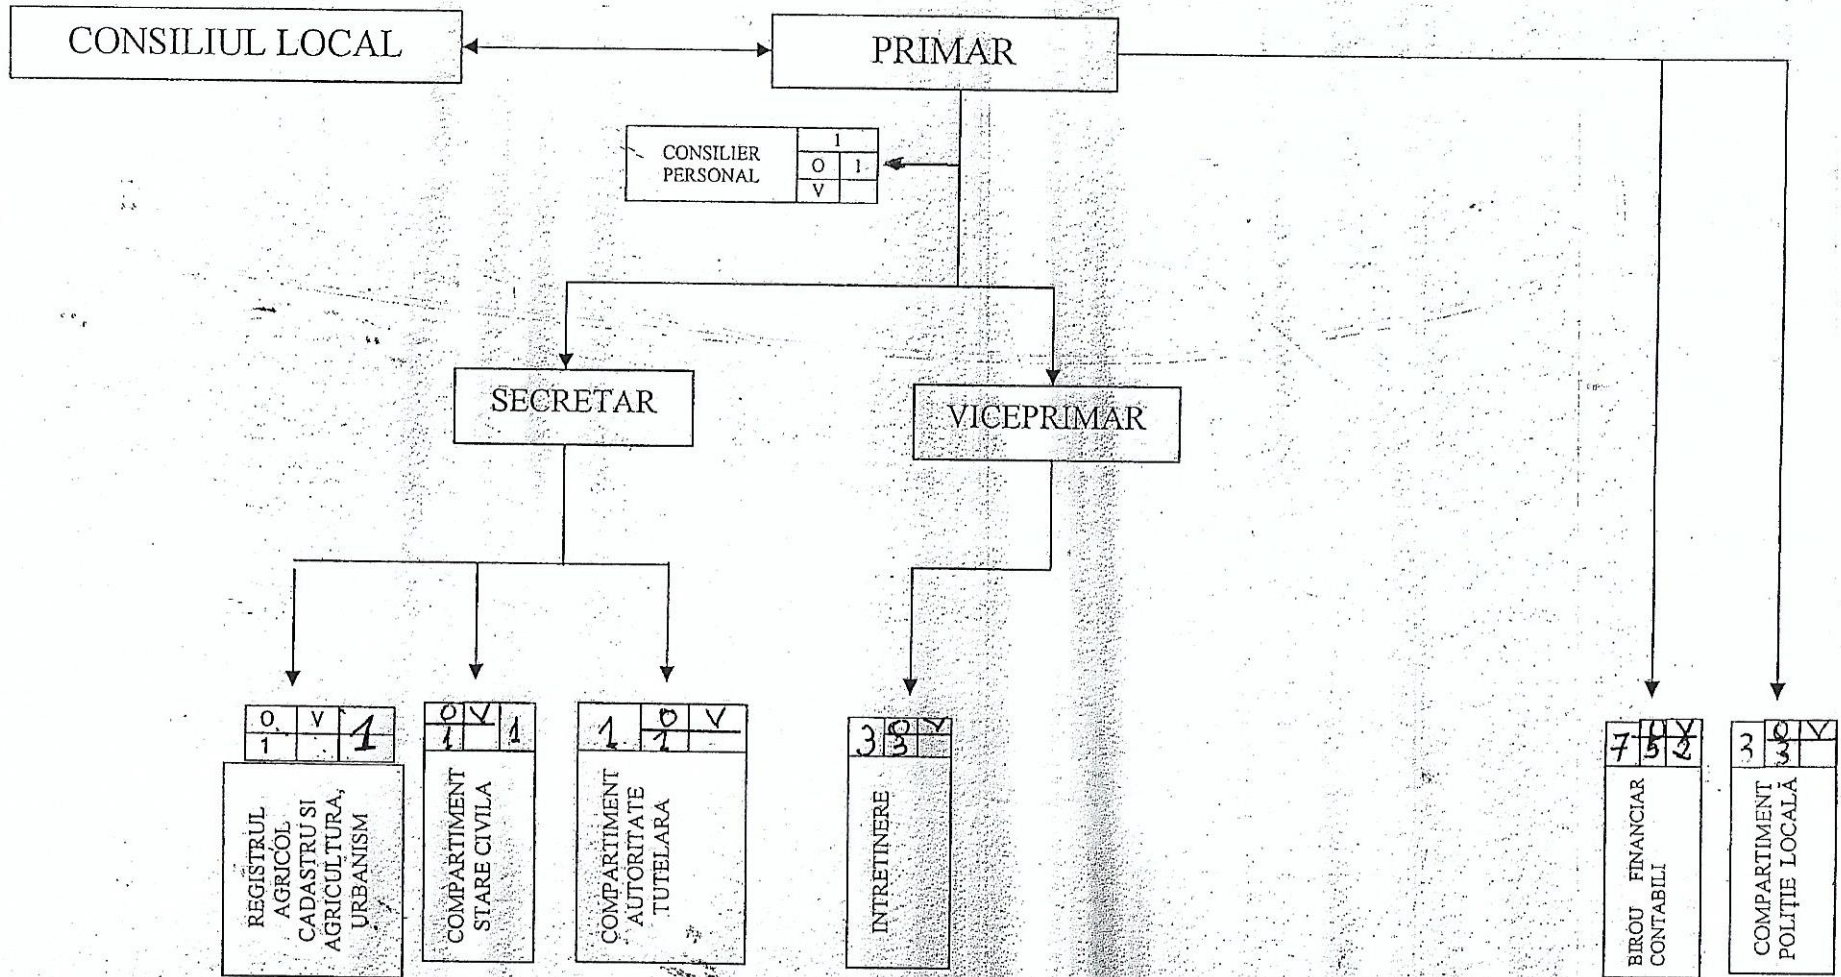 CONSILIUL LOCAL
PRIMAR
CONSILIER
PERSONAL
1
O 1
V
SECRETAR
VICEPRIMAR
O V 1
1
REGISTRUL
AGRICOL
CADASTRU SI
AGRICULTURA,
URBANISM
O V 1
1
COMPARTIMENT
STARE CIVILA
1 O V
1
COMPARTIMENT
AUTORITATE
TUTELARA
3 O V
3
INTRETINERE
7 O V
5 2
BIROU FINANCIAR
CONTABILI
3 O V
3
COMPARTIMENT
POLIŢIE LOCALĂ